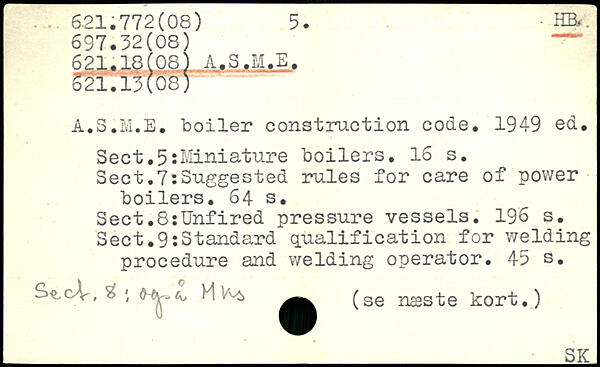 621.772(08) 5. HB.
697.32(08)
621.18(08) A.S.M.E.
621.13(08)
A.S.M.E. boiler construction code. 1949 ed.
Sect.5:Miniature boilers. 16 s.
Sect.7:Suggested rules for care of power
boilers. 64 s.
Sect.8:Unfired pressure vessels. 196 s.
Sect.9:Standard qualification for welding
procedure and welding operator. 45 s.
Sect. 8: også Mks
(se næste kort.)
SK